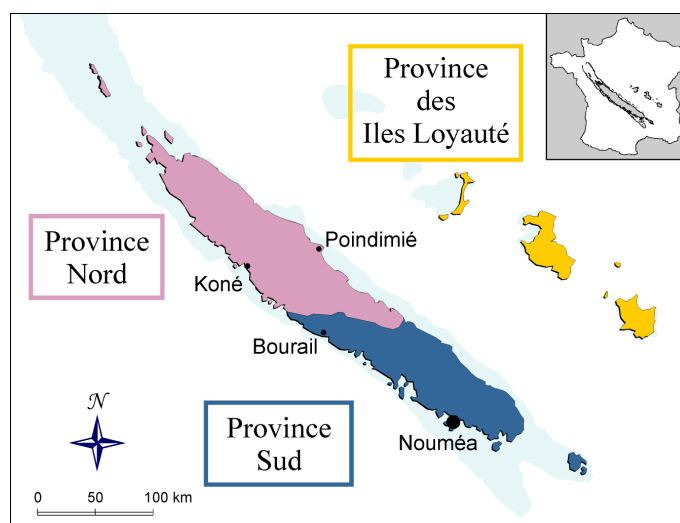 Province
des
Iles Loyauté
Province
Nord
Poindimié
Koné
Bourail
Province
Sud
Nouméa
N
0 50 100 km